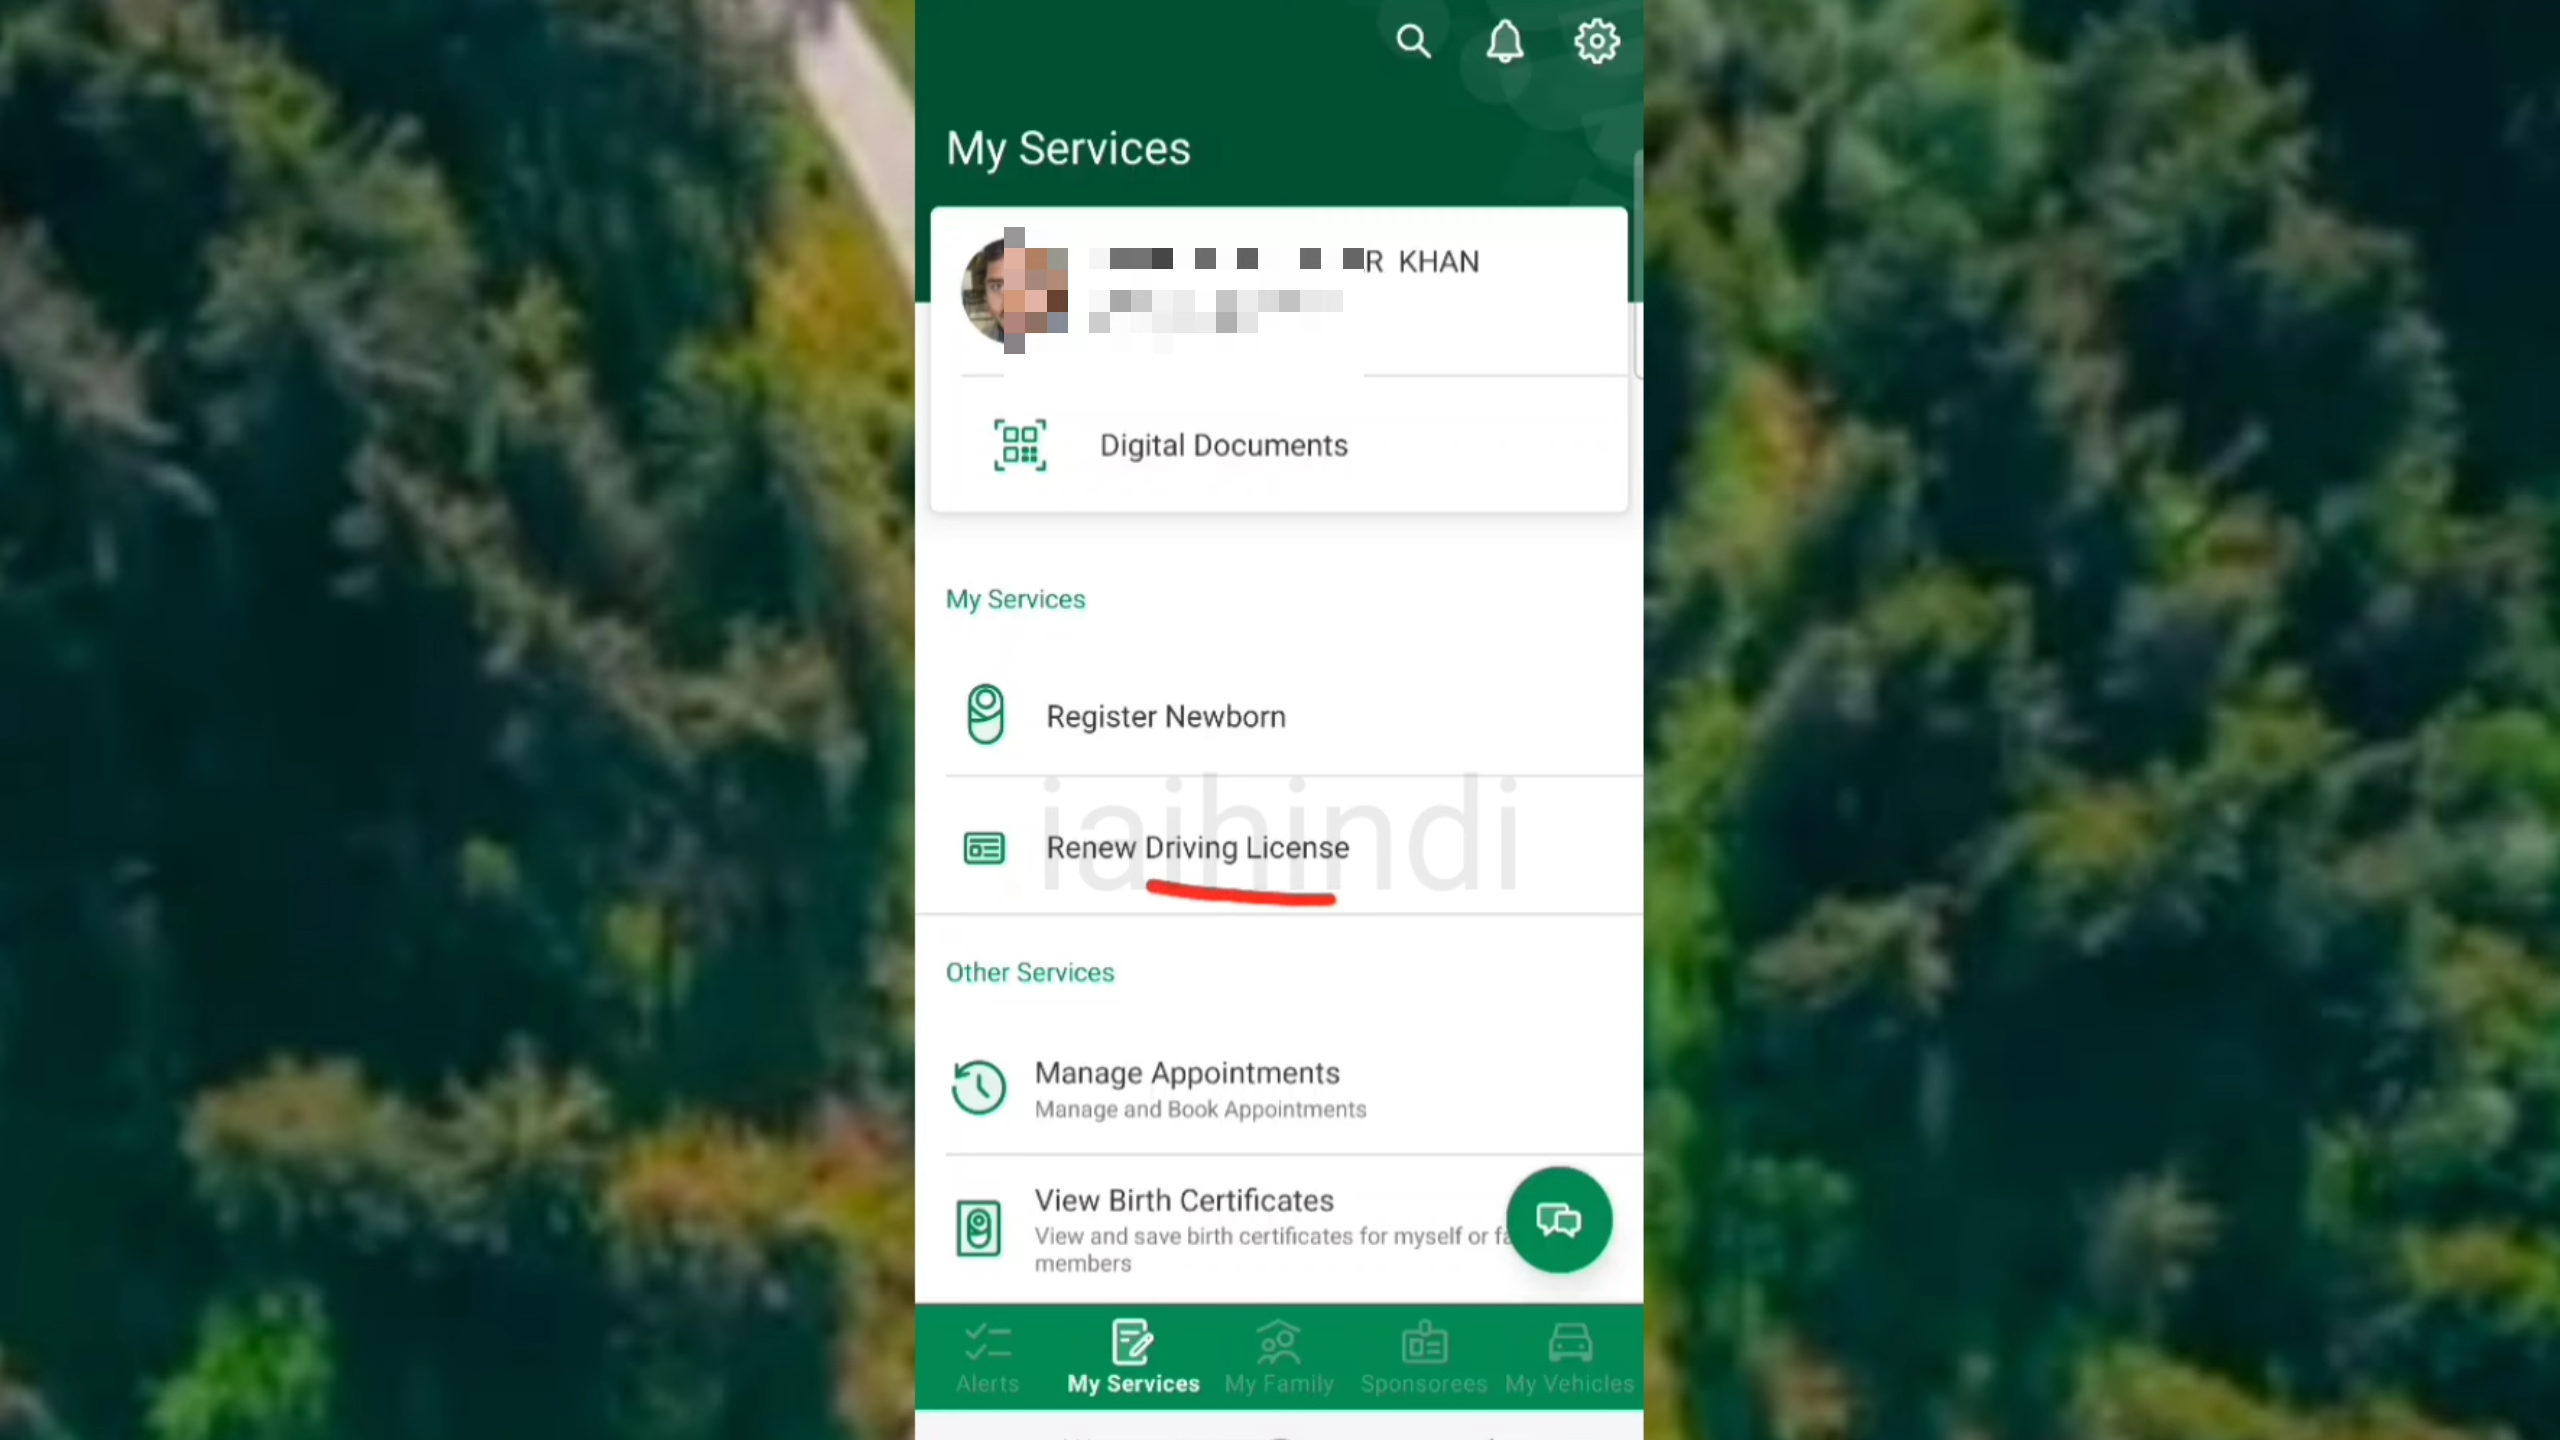 My Services
R KHAN
Digital Documents
My Services
Register Newborn
Renew Driving License
iaihindi
Other Services
Manage Appointments
Manage and Book Appointments
View Birth Certificates
View and save birth certificates for myself or
members
Alerts
My Services
My Family
Sponsorees
My Vehicles